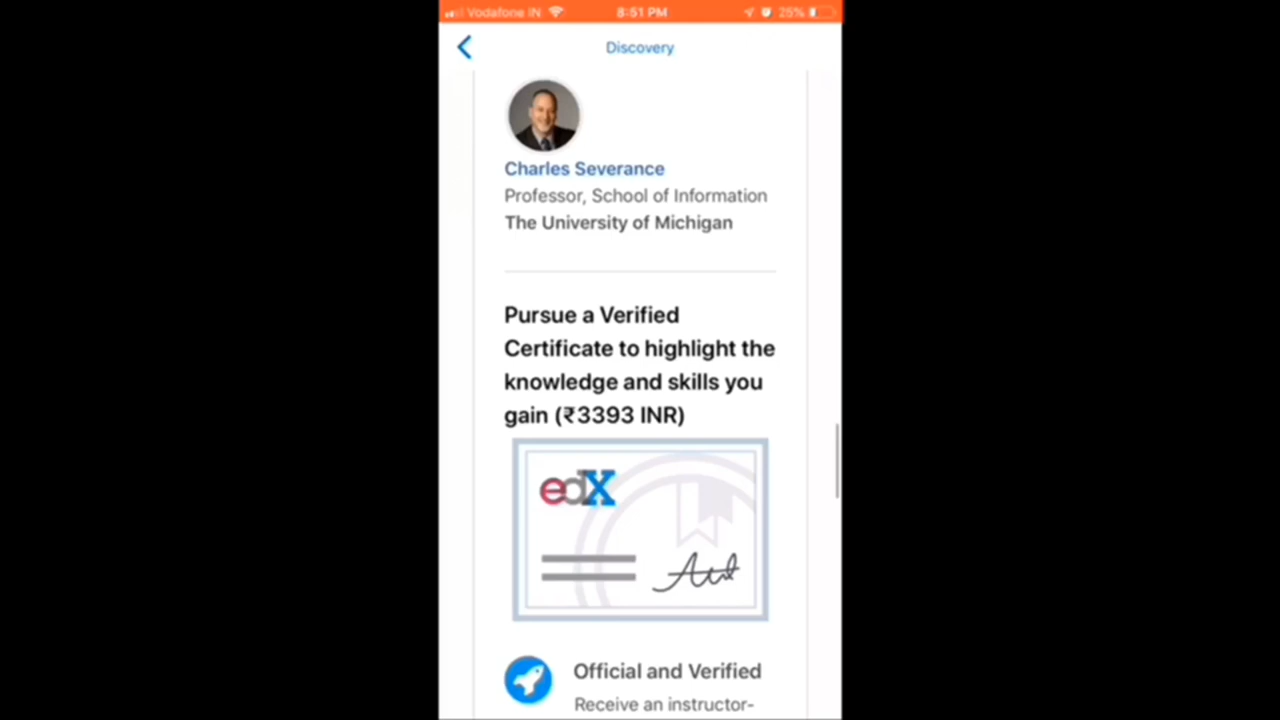 Vodafone IN 8:51 PM 25%
Discovery
Charles Severance
Professor, School of Information
The University of Michigan
Pursue a Verified
Certificate to highlight the
knowledge and skills you
gain (₹3393 INR)
edX
Official and Verified
Receive an instructor-